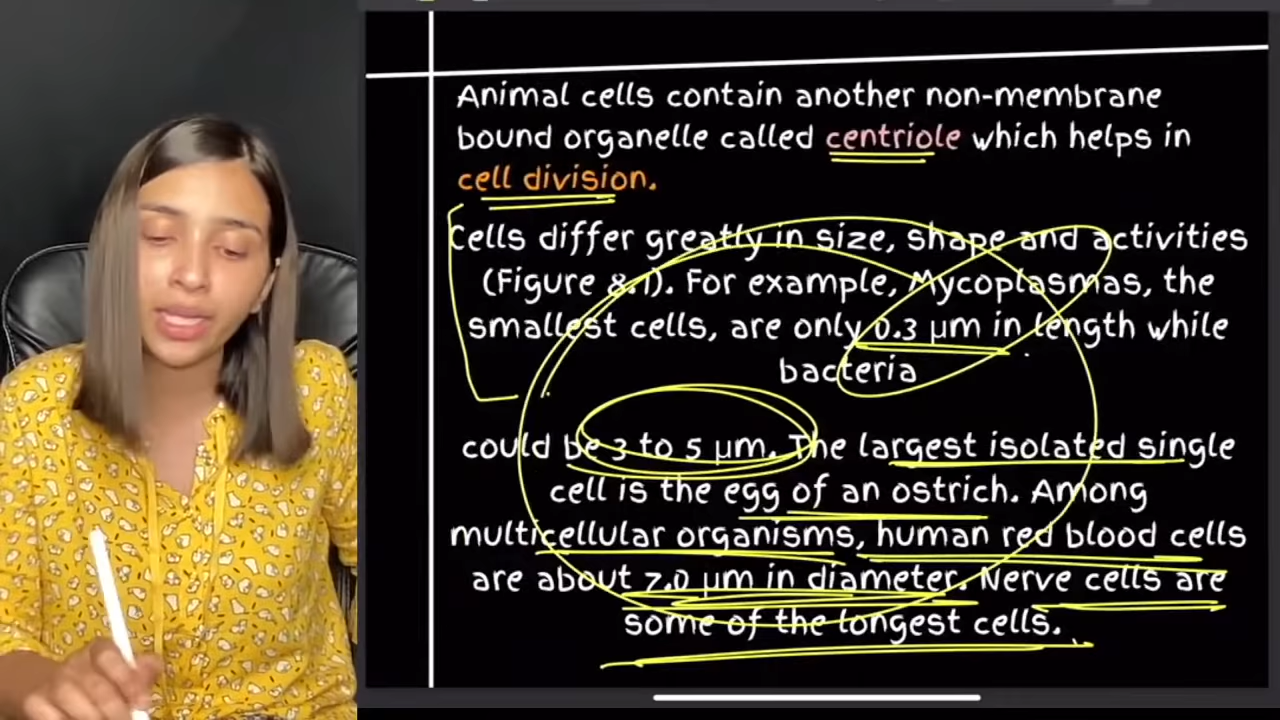 Animal cells contain another non-membrane
bound organelle called centriole which helps in
cell division.
Cells differ greatly in size, shape and activities
(Figure 8.1). For example, Mycoplasmas, the
smallest cells, are only 0.3 µm in length while
bacteria
could be 3 to 5 µm. The largest isolated single
cell is the egg of an ostrich. Among
multicellular organisms, human red blood cells
are about 7.0 µm in diameter. Nerve cells are
some of the longest cells.